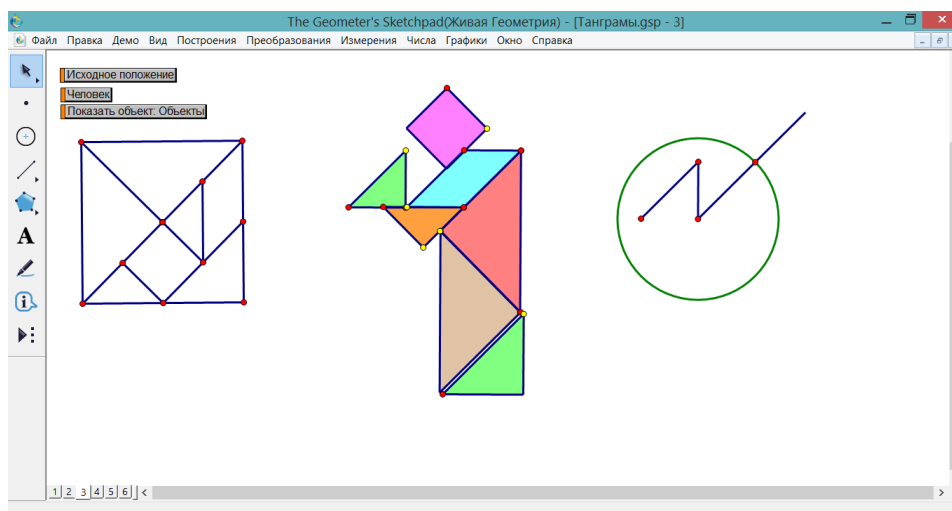 The Geometer's Sketchpad(Живая Геометрия) - [Танграмы.gsp - 3]
Файл Правка Демо Вид Построения Преобразования Измерения Числа Графики Окно Справка
Исходное положение
Человек
Показать объект: Объекты
A
1 2 3 4 5 6